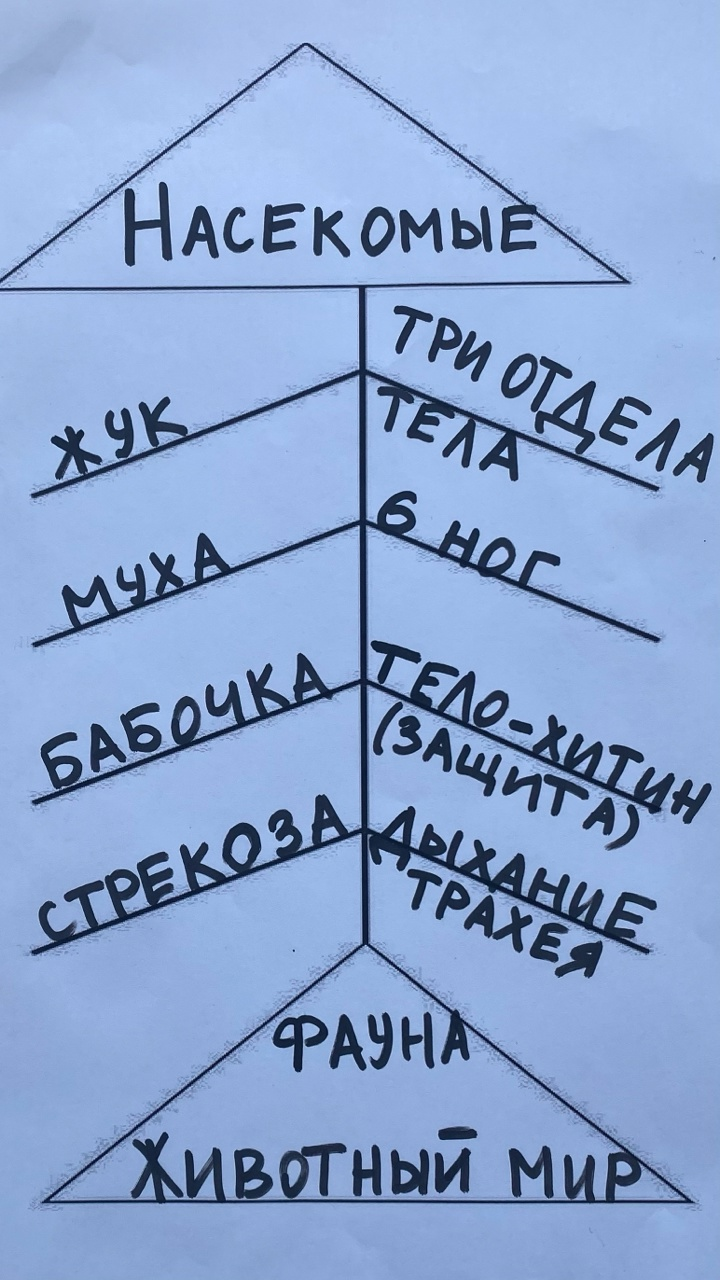 Насекомые
ТРИ ОТДЕЛА
ТЕЛА
ЖУК
6 НОГ
МУХА
ТЕЛО-ХИТИН
(ЗАЩИТА)
БАБОЧКА
ДЫХАНИЕ
ТРАХЕЯ
СТРЕКОЗА
ФАУНА
ЖИВОТНЫЙ МИР